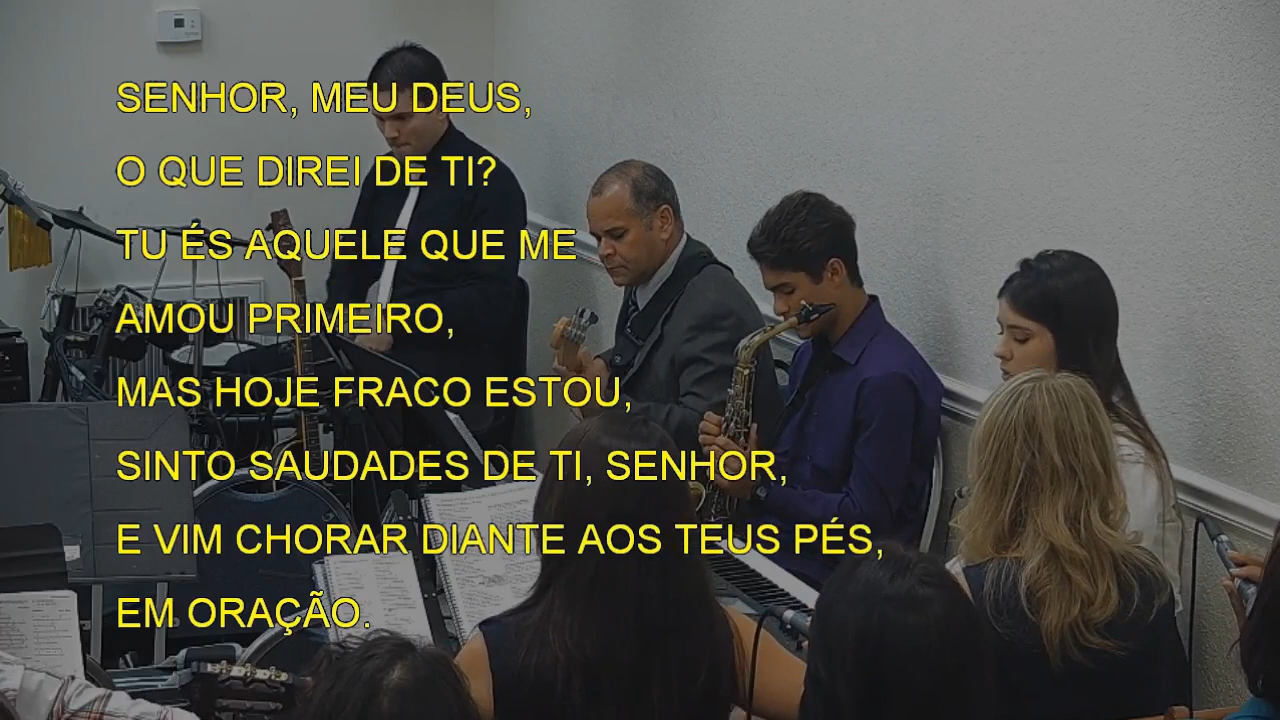 SENHOR, MEU DEUS,
O QUE DIREI DE TI?
TU ÉS AQUELE QUE ME
AMOU PRIMEIRO,
MAS HOJE FRACO ESTOU,
SINTO SAUDADES DE TI, SENHOR,
E VIM CHORAR DIANTE AOS TEUS PÉS,
EM ORAÇÃO.